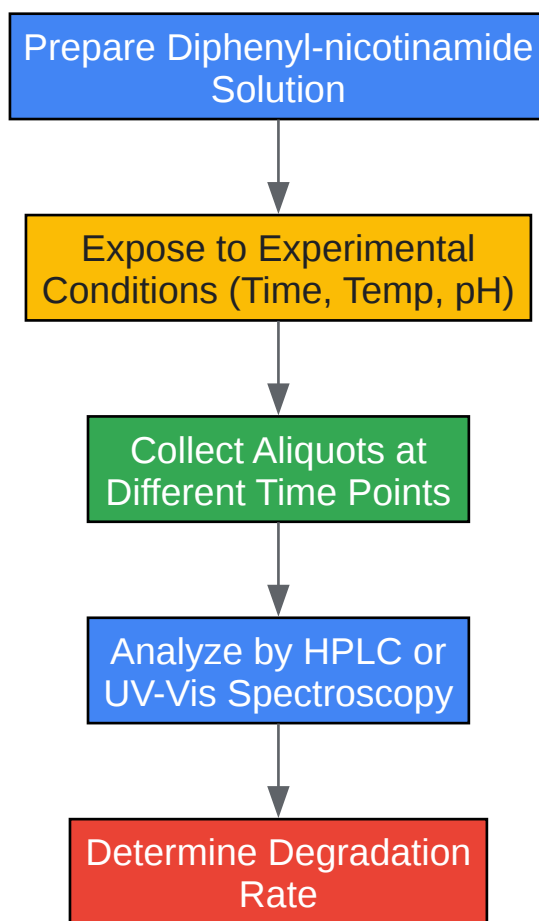 Prepare Diphenyl-nicotinamide
Solution
Expose to Experimental
Conditions (Time, Temp, pH)
Collect Aliquots at
Different Time Points
Analyze by HPLC or
UV-Vis Spectroscopy
Determine Degradation
Rate